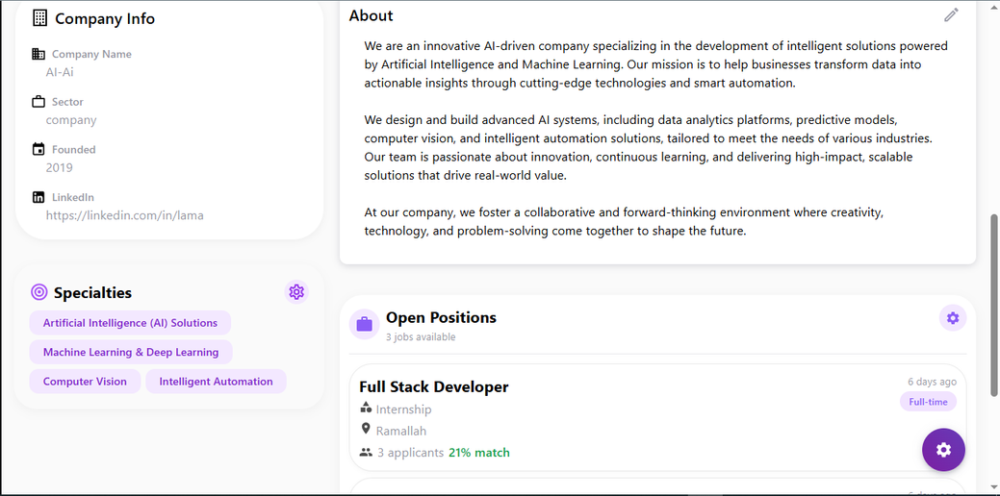 Company Info
Company Name
AI-Ai
Sector
company
Founded
2019
LinkedIn
https://linkedin.com/in/lama
Specialties
Artificial Intelligence (AI) Solutions
Machine Learning & Deep Learning
Computer Vision
Intelligent Automation
About
We are an innovative AI-driven company specializing in the development of intelligent solutions powered
by Artificial Intelligence and Machine Learning. Our mission is to help businesses transform data into
actionable insights through cutting-edge technologies and smart automation.
We design and build advanced AI systems, including data analytics platforms, predictive models,
computer vision, and intelligent automation solutions, tailored to meet the needs of various industries.
Our team is passionate about innovation, continuous learning, and delivering high-impact, scalable
solutions that drive real-world value.
At our company, we foster a collaborative and forward-thinking environment where creativity,
technology, and problem-solving come together to shape the future.
Open Positions
3 jobs available
Full Stack Developer
6 days ago
Full-time
Internship
Ramallah
3 applicants 21% match